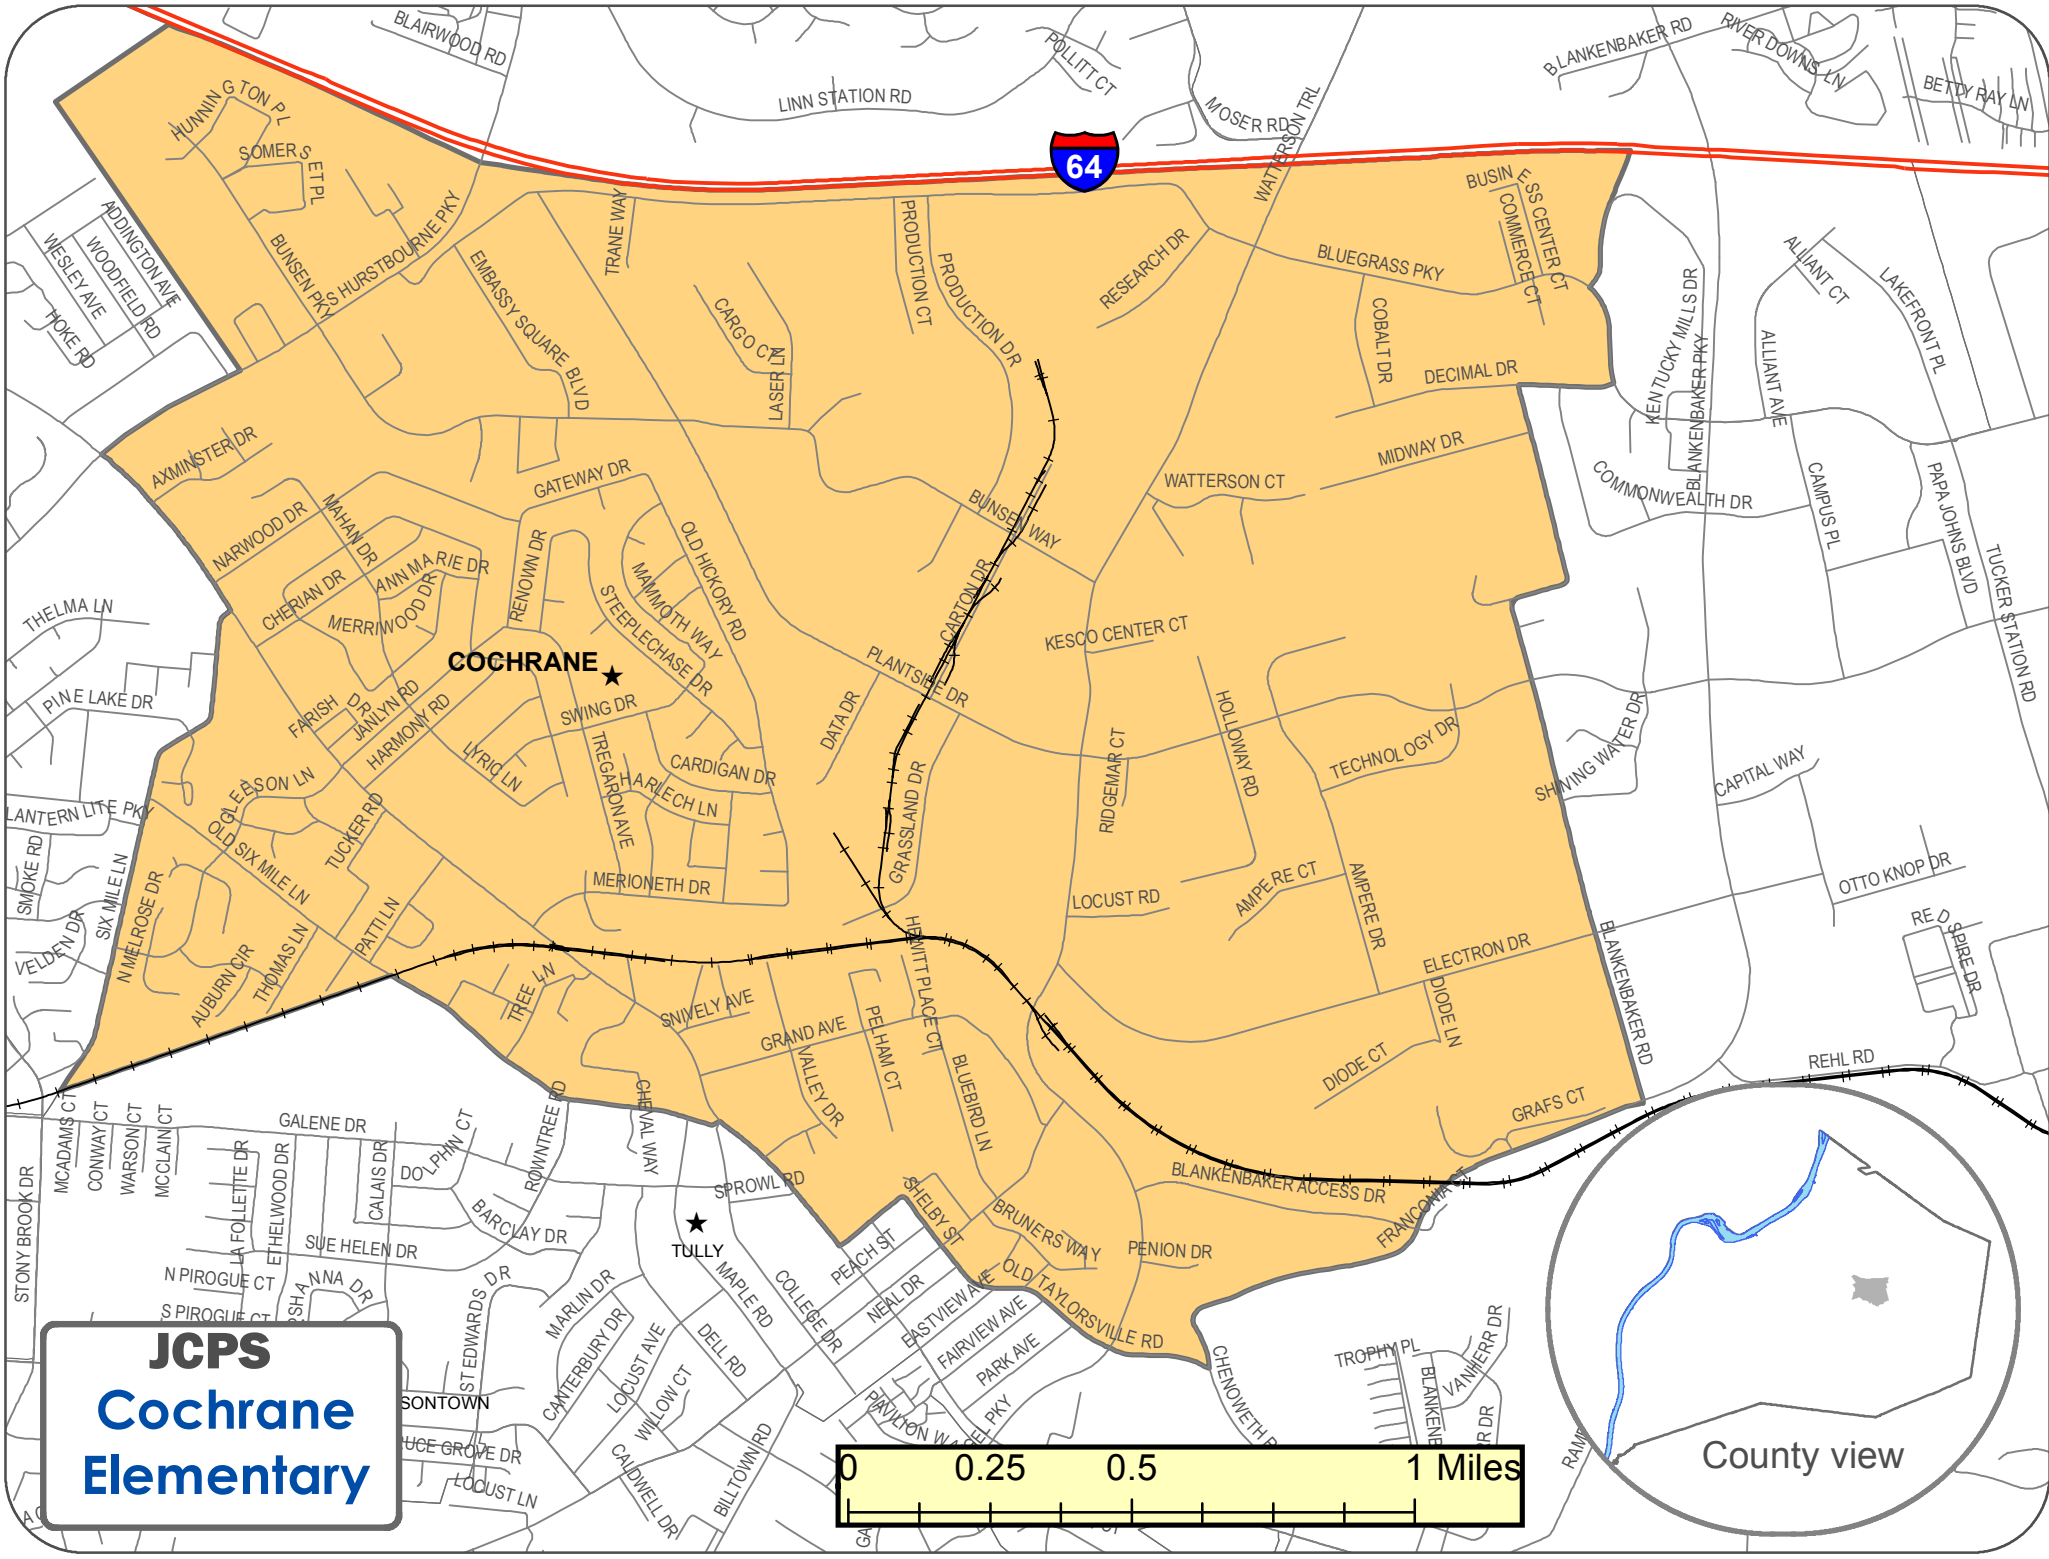 BLAIRWOOD RD
POLLITT CT
BLANKENBAKER RD
RIVER DOWNS LN
BETTY RAY LN
LINN STATION RD
MOSER RD
WATTERSON TRL
HUNNINGTON PL
SOMERSET PL
64
BUSINESS CENTER CT
COMMERCE CT
ADDINGTON AVE
WOODFIELD RD
WESLEY AVE
HOKE RD
BUNSEN PKY
S HURSTBOURNE PKY
TRANE WAY
EMBASSY SQUARE BLVD
CARGO CT
LASER LN
PRODUCTION CT
PRODUCTION DR
RESEARCH DR
BLUEGRASS PKY
COBALT DR
DECIMAL DR
KENTUCKY MILLS DR
BLANKENBAKER PKY
ALLIANT CT
ALLIANT AVE
LAKEFRONT PL
AXMINSTER DR
GATEWAY DR
BUNSEN WAY
WATTERSON CT
MIDWAY DR
COMMONWEALTH DR
CAMPUS PL
PAPA JOHNS BLVD
TUCKER STATION RD
NARWOOD DR
MAHAN DR
CHERIAN DR
ANN MARIE DR
MERRIWOOD DR
RENOWN DR
OLD HICKORY RD
MAMMOTH WAY
STEEPLECHASE DR
CARTON DR
KESCO CENTER CT
THELMA LN
PINE LAKE DR
COCHRANE
PLANTSIDE DR
DATA DR
FARISH DR
JANLYN RD
HARMONY RD
LYRIC LN
SWING DR
TREGARON AVE
CARDIGAN DR
HARLECH LN
MERIONETH DR
GRASSLAND DR
RIDGEMAR CT
HOLLOWAY RD
TECHNOLOGY DR
SHINING WATER DR
CAPITAL WAY
LANTERN LITE PKY
GLEESON LN
OLD SIX MILE LN
TUCKER RD
SMOKE RD
SIX MILE LN
VELDEN DR
N MELROSE DR
AUBURN CIR
THOMAS LN
PATTI LN
LOCUST RD
AMPERE CT
AMPERE DR
OTTO KNOP DR
RED SPIRE DR
ELECTRON DR
BLANKENBAKER RD
TREE LN
SNIVELY AVE
GRAND AVE
HEWITT PLACE CT
PELHAM CT
VALLEY DR
BLUEBIRD LN
DIODE LN
DIODE CT
GRAFS CT
REHL RD
MCADAMS CT
CONWAY CT
WARSON CT
MCCLAIN CT
GALENE DR
DOLPHIN CT
ROWNTREE RD
CHEVAL WAY
STONY BROOK DR
LA FOLLETTE DR
ETHELWOOD DR
CALAIS DR
BARCLAY DR
SUE HELEN DR
SPROWL RD
SHELBY ST
BRUNERS WAY
BLANKENBAKER ACCESS DR
FRANCONIA CT
PENION DR
OLD TAYLORSVILLE RD
TULLY
N PIROGUE CT
S PIROGUE CT
ST EDWARDS DR
MARLIN DR
CANTERBURY DR
LOCUST AVE
WILLOW CT
DELL RD
MAPLE RD
COLLEGE DR
PEACH ST
NEAL DR
EASTVIEW AVE
FAIRVIEW AVE
PARK AVE
TROPHY PL
VANHERR DR
BLANKENB
CALDWELL DR
BILLTOWN RD
SONTOWN
UCE GROVE DR
LOCUST LN
JCPS
Cochrane
Elementary
0 0.25 0.5 1 Miles
County view